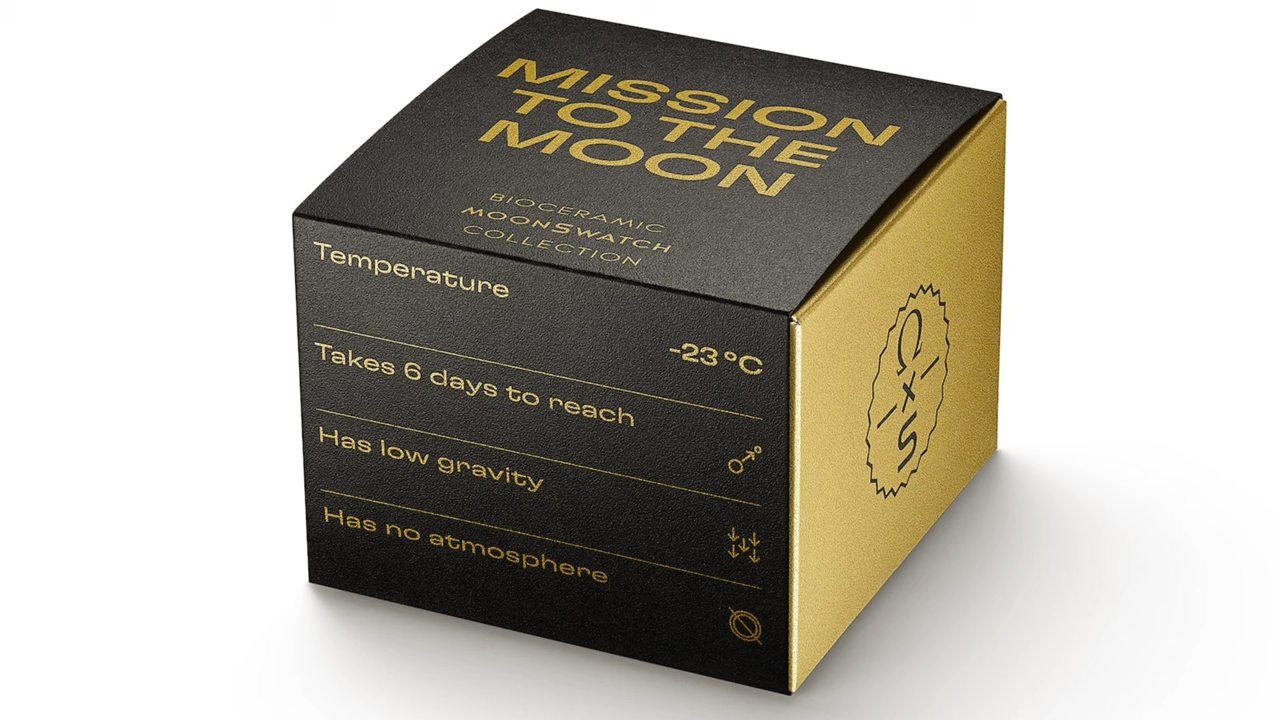 MISSION
TO THE
MOON
BIOCERAMIC
MOONSWATCH
COLLECTION
Temperature
-23 °C
Takes 6 days to reach
Has low gravity
Has no atmosphere
C × S